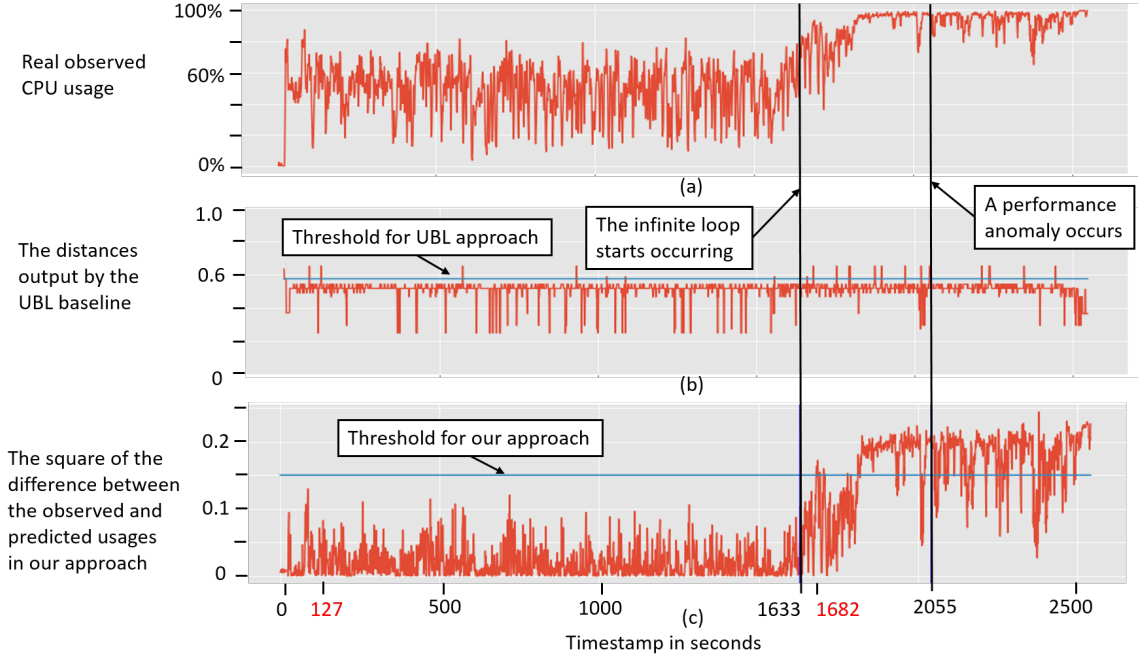 100%
Real observed
CPU usage
60%
0%
(a)
The infinite loop
starts occurring
A performance
anomaly occurs
1.0
Threshold for UBL approach
The distances
output by the
UBL baseline
0.6
0
(b)
Threshold for our approach
0.2
The square of the
difference between
the observed and
predicted usages
in our approach
0.1
0
0 127 500 1000 1633 1682 2055 2500
(c)
Timestamp in seconds